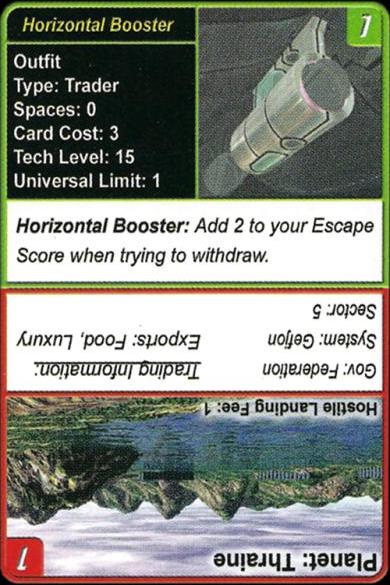 Horizontal Booster
1
Outfit
Type: Trader
Spaces: 0
Card Cost: 3
Tech Level: 15
Universal Limit: 1
Horizontal Booster: Add 2 to your Escape
Score when trying to withdraw.
Planet: Thraine
1
Hostile Landing Fee: 1
Gov: Federation
System: Gefjon
Sector: 5
Trading Information:
Exports: Food, Luxury